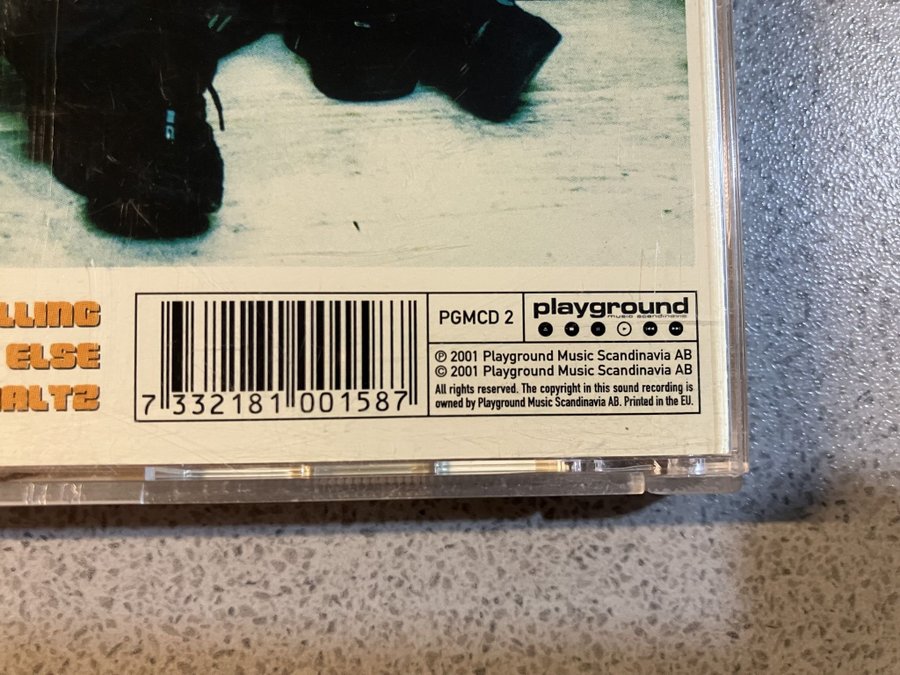 LLING
ELSE
ALTZ
7 332181 001587
PGMCD 2
playground
music scandinavia
℗ 2001 Playground Music Scandinavia AB
© 2001 Playground Music Scandinavia AB
All rights reserved. The copyright in this sound recording is
owned by Playground Music Scandinavia AB. Printed in the EU.